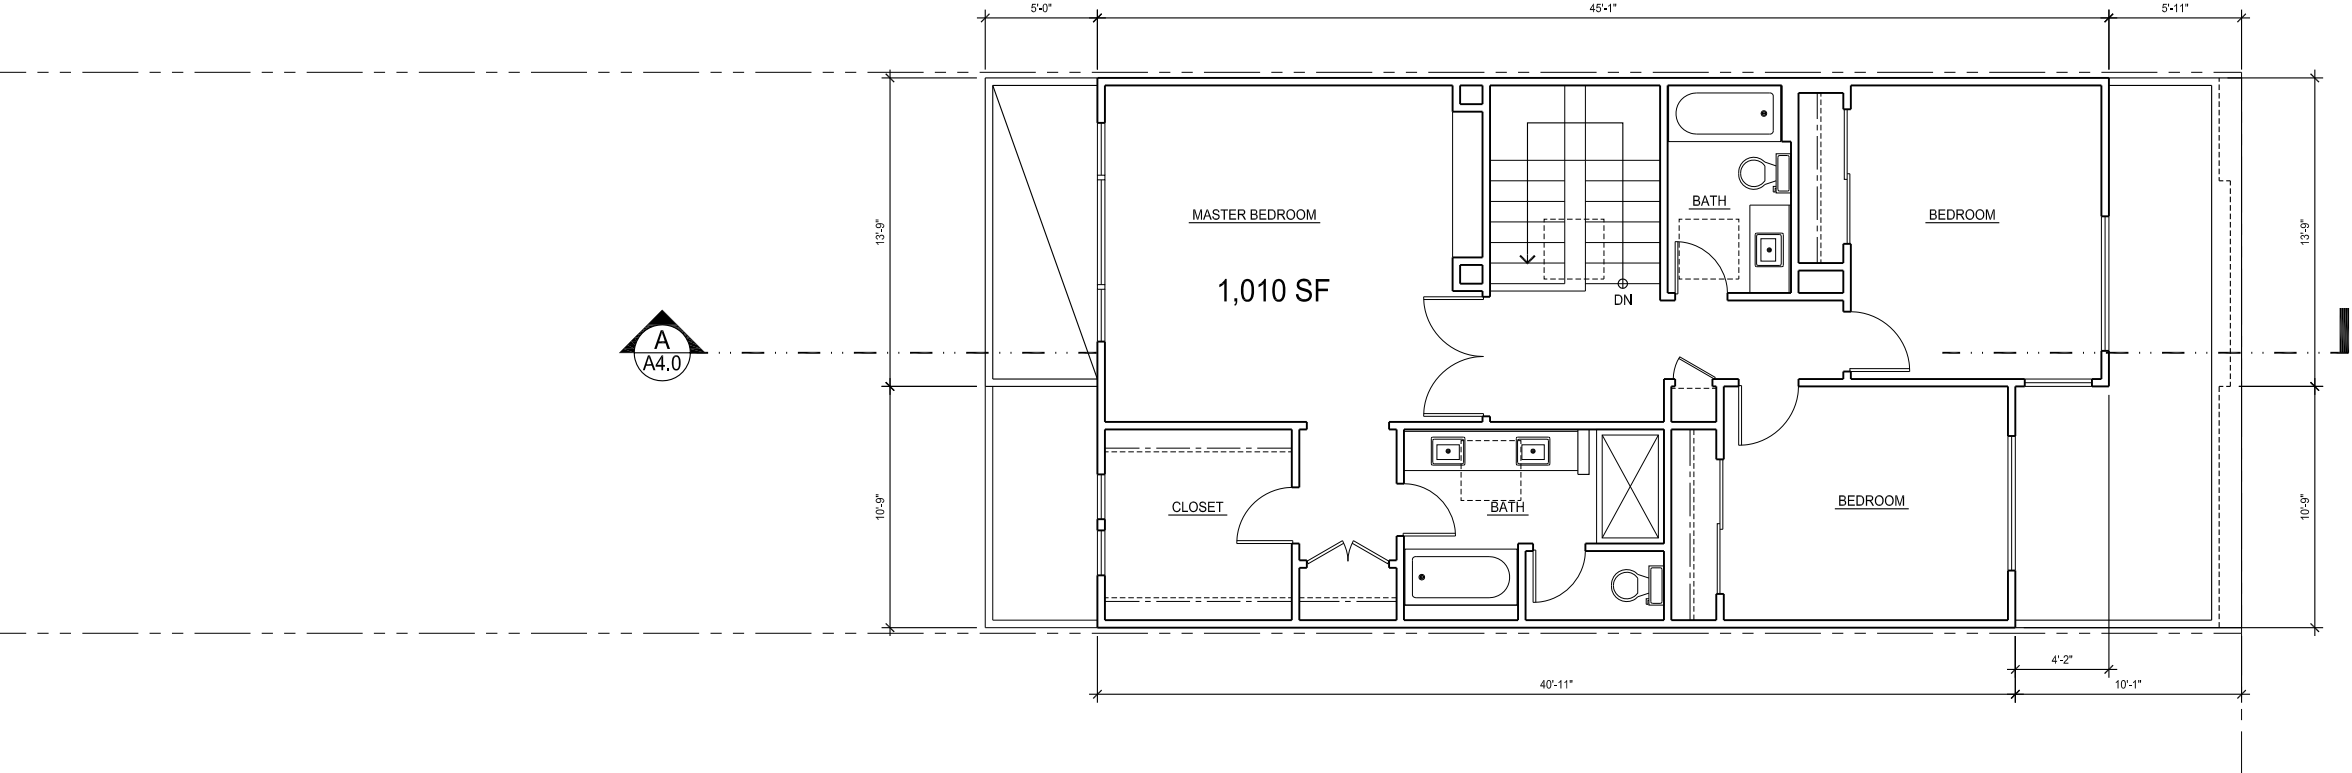 5'-0"
45'-1"
5'-11"
13'-9"
MASTER BEDROOM
BATH
BEDROOM
13'-9"
1,010 SF
DN
A
A4.0
10'-9"
CLOSET
BATH
BEDROOM
10'-9"
4'-2"
40'-11"
10'-1"